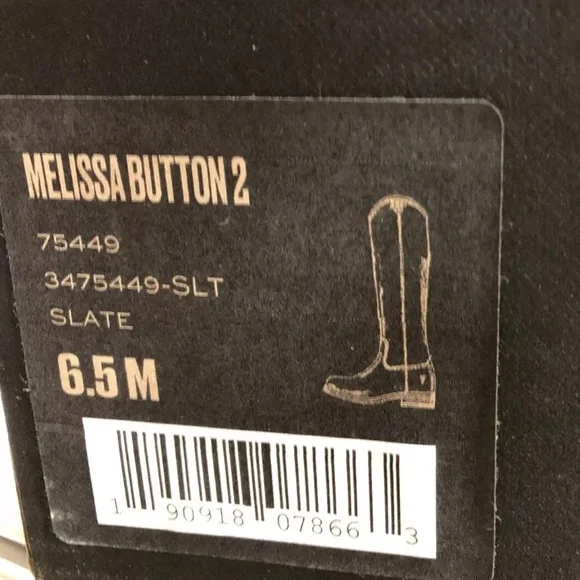 MELISSA BUTTON 2
75449
3475449-SLT
SLATE
6.5 M
1 90918 07866 3